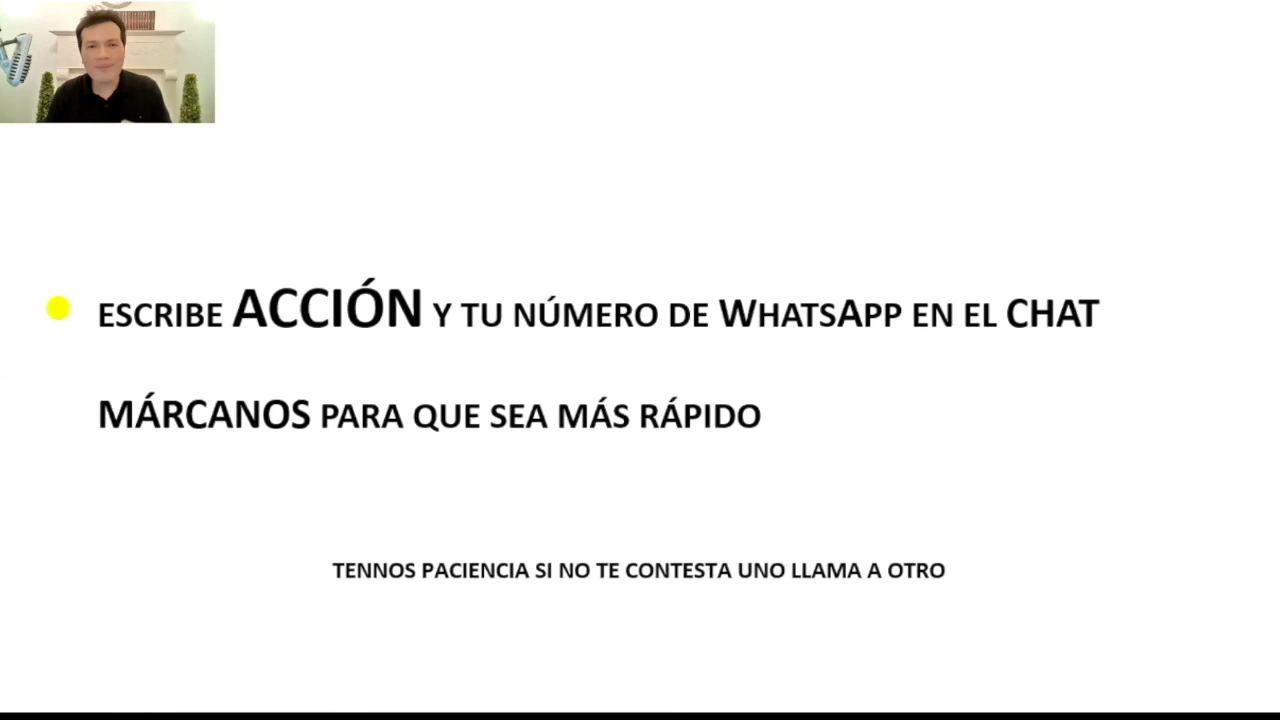 ESCRIBE ACCIÓN Y TU NÚMERO DE WHATSAPP EN EL CHAT
MÁRCANOS PARA QUE SEA MÁS RÁPIDO
TENNOS PACIENCIA SI NO TE CONTESTA UNO LLAMA A OTRO